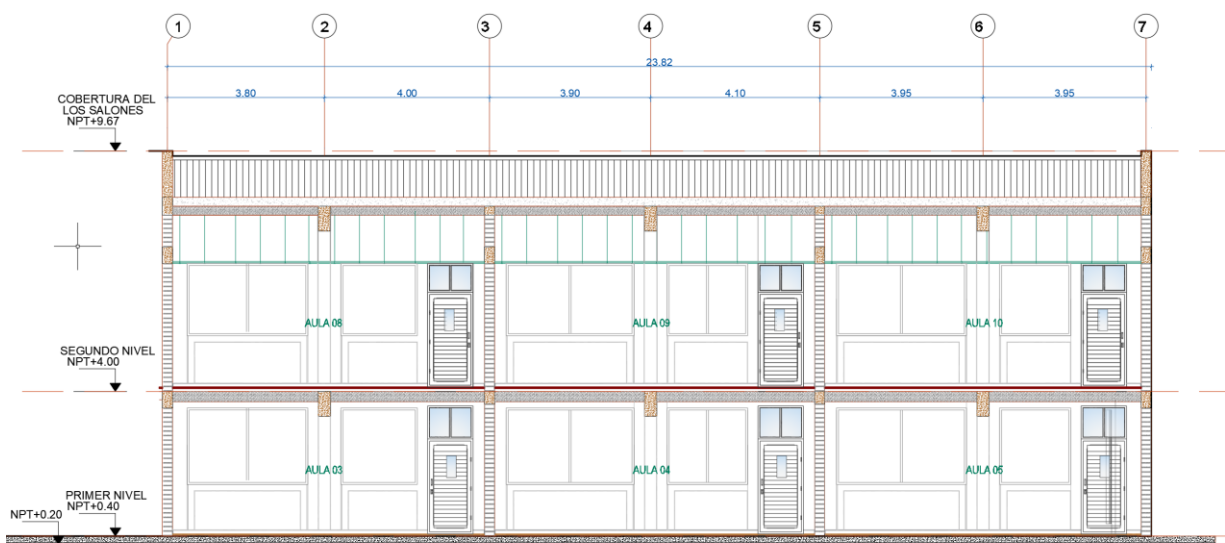 1 2 3 4 5 6 7
23.82
3.80 4.00 3.90 4.10 3.95 3.95
COBERTURA DEL
LOS SALONES
NPT+9.67
AULA 08 AULA 09 AULA 10
SEGUNDO NIVEL
NPT+4.00
AULA 03 AULA 04 AULA 05
PRIMER NIVEL
NPT+0.40
NPT+0.20